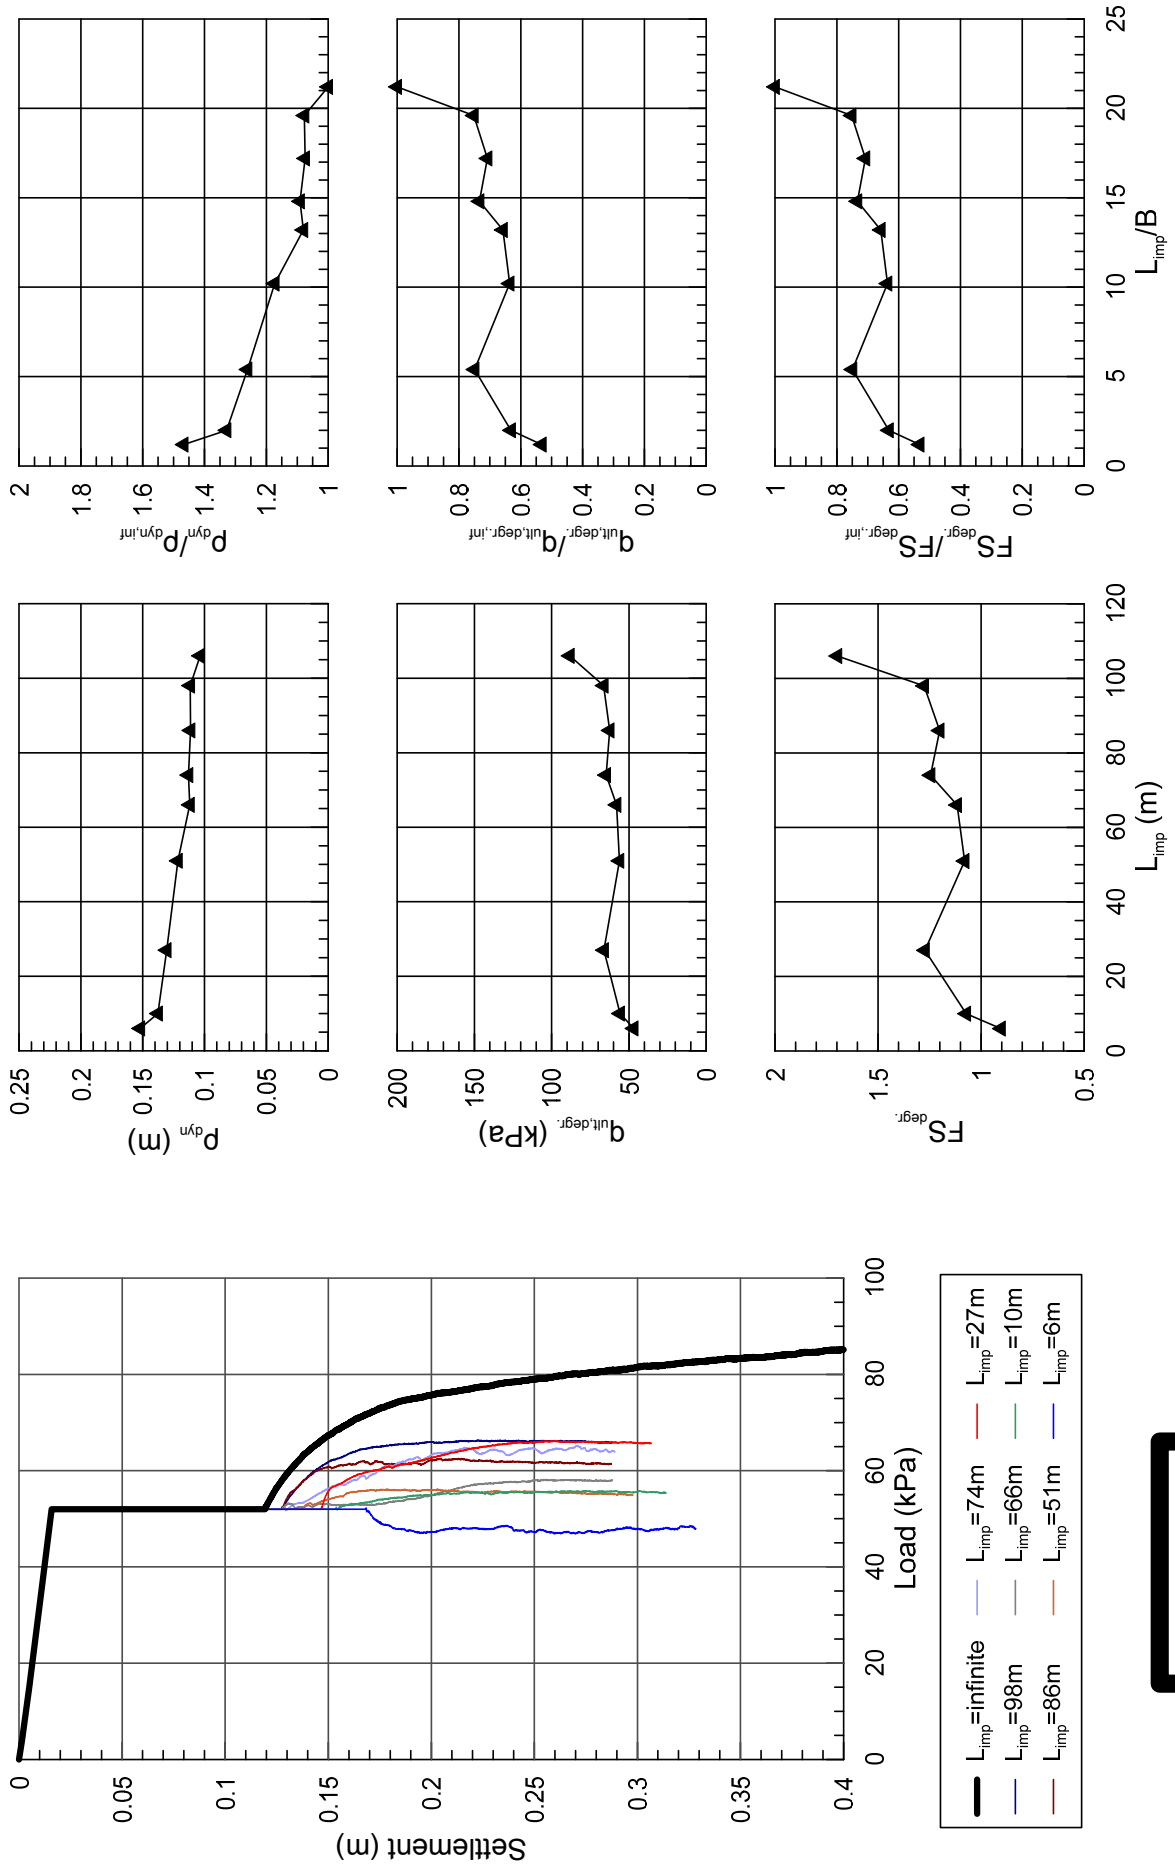 0
0.05
0.1
0.15
0.2
0.25
0.3
0.35
0.4
Settlement (m)
0 20 40 60 80 100
Load (kPa)
L_imp=infinite L_imp=74m L_imp=27m
L_imp=98m L_imp=66m L_imp=10m
L_imp=86m L_imp=51m L_imp=6m
0.25
0.2
0.15
0.1
0.05
0
ρ_dyn (m)
200
150
100
50
0
q_ult,degr. (kPa)
2
1.5
1
0.5
FS_degr.
0 20 40 60 80 100 120
L_imp (m)
2
1.8
1.6
1.4
1.2
1
ρ_dyn/ρ_dyn,inf
1
0.8
0.6
0.4
0.2
0
q_ult,degr./q_ult,degr.inf
1
0.8
0.6
0.4
0.2
0
FS_degr./FS_degr.inf
0 5 10 15 20 25
L_imp/B